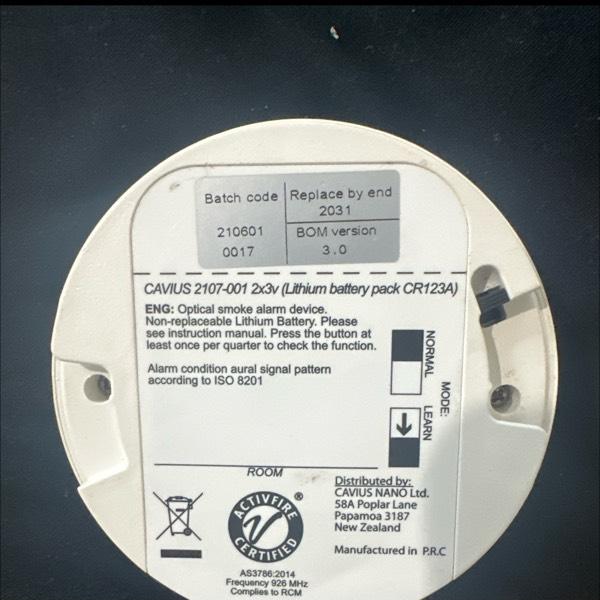 Batch code
Replace by end
2031
210601
0017
BOM version
3.0
CAVIUS 2107-001 2x3v (Lithium battery pack CR123A)
ENG: Optical smoke alarm device.
Non-replaceable Lithium Battery. Please
see instruction manual. Press the button at
least once per quarter to check the function.
Alarm condition aural signal pattern
according to ISO 8201
MODE:
NORMAL
LEARN
ROOM
ACTIVFIRE
®
CERTIFIED
AS3786:2014
Frequency 926 MHz
Complies to RCM
Distributed by:
CAVIUS NANO Ltd.
58A Poplar Lane
Papamoa 3187
New Zealand
Manufactured in P.R.C